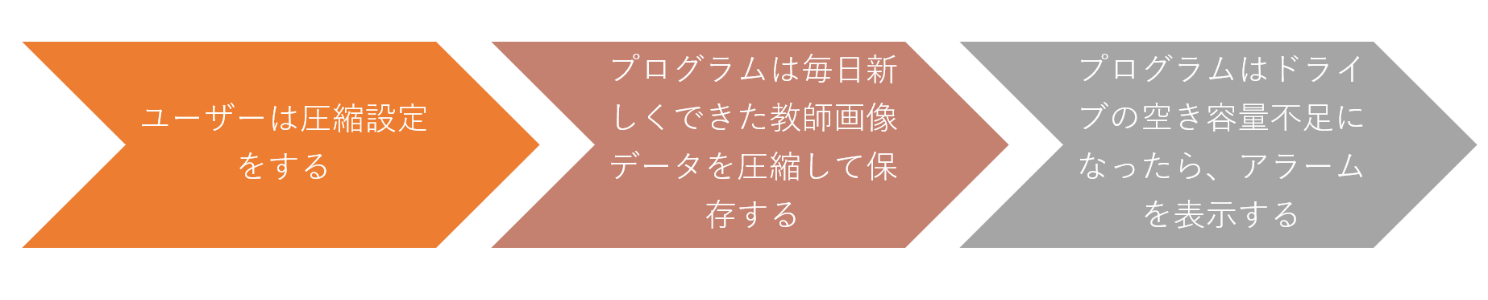 ユーザーは圧縮設定
をする
プログラムは毎日新
しくできた教師画像
データを圧縮して保
存する
プログラムはドライ
ブの空き容量不足に
なったら、アラーム
を表示する